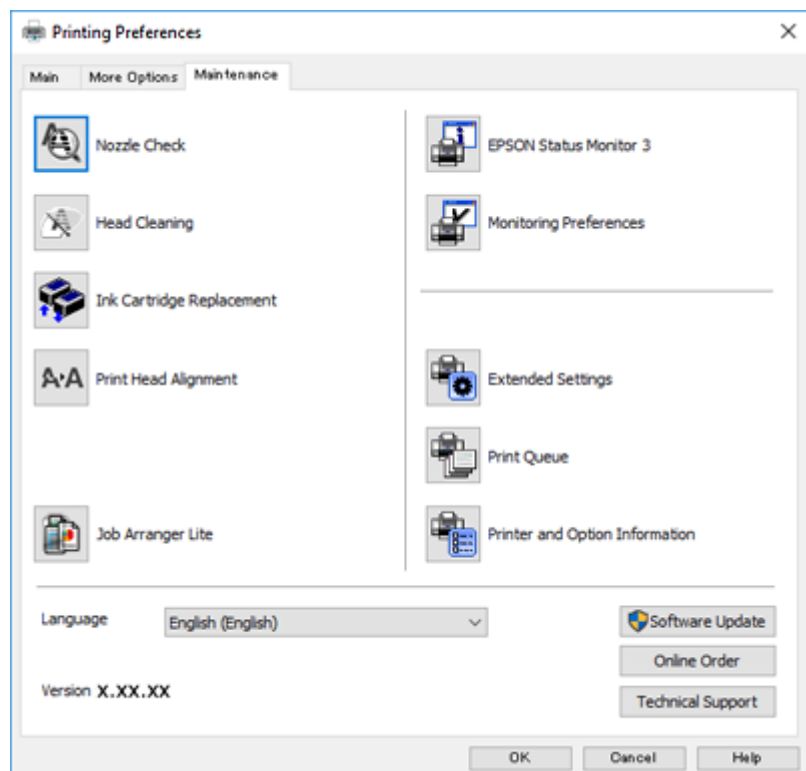 Printing Preferences
Main
More Options
Maintenance
Nozzle Check
Head Cleaning
Ink Cartridge Replacement
A·A
Print Head Alignment
Job Arranger Lite
EPSON Status Monitor 3
Monitoring Preferences
Extended Settings
Print Queue
Printer and Option Information
Language
English (English)
Version X.XX.XX
Software Update
Online Order
Technical Support
OK
Cancel
Help